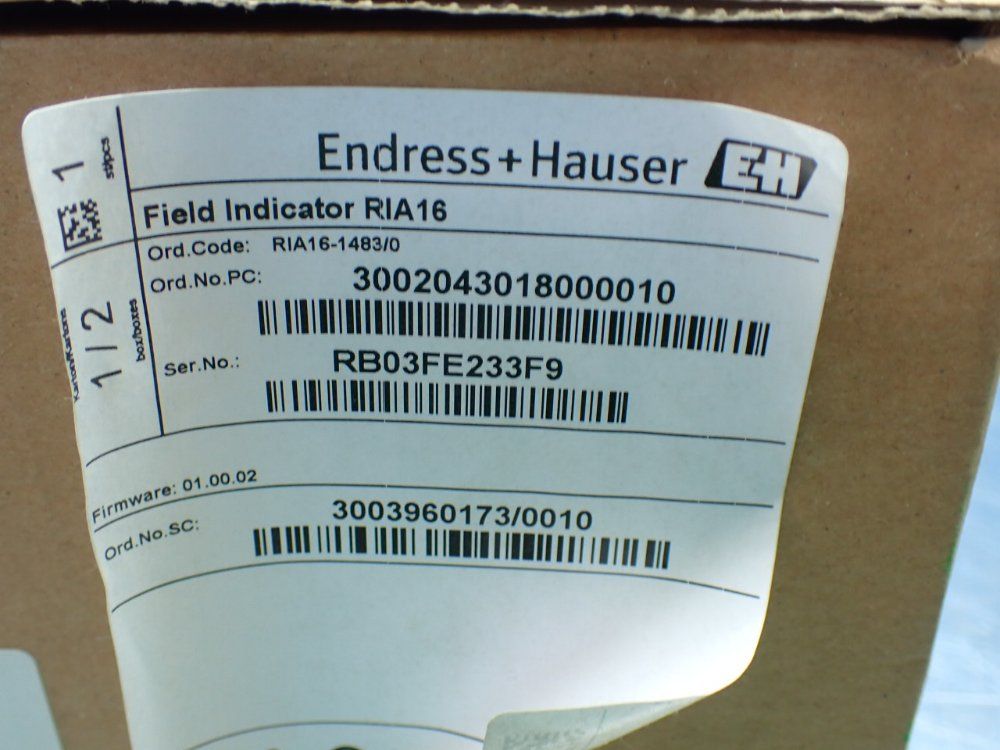 Endress+Hauser EH
Field Indicator RIA16
Ord.Code: RIA16-1483/0
Ord.No.PC: 3002043018000010
Ser.No.: RB03FE233F9
Firmware: 01.00.02
Ord.No.SC: 3003960173/0010
1 st/pcs
1 / 2 box/boxes